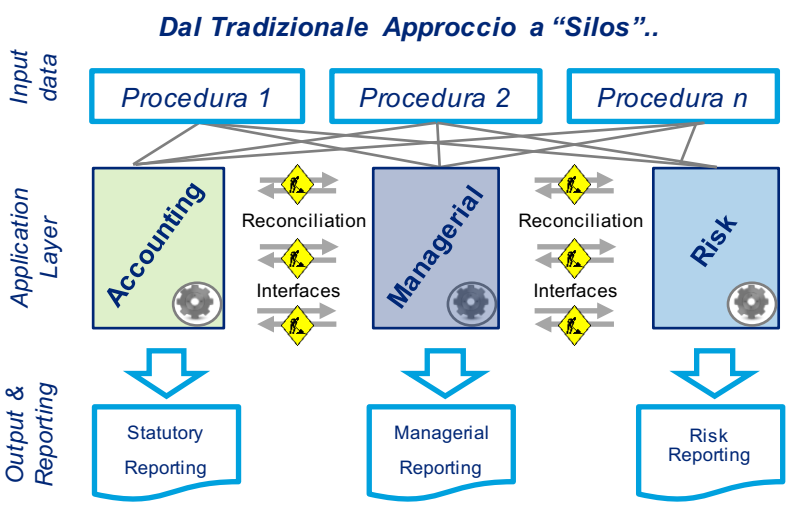 Dal Tradizionale Approccio a “Silos”..
Input
data
Procedura 1
Procedura 2
Procedura n
Application
Layer
Accounting
Reconciliation
Interfaces
Managerial
Reconciliation
Interfaces
Risk
Output &
Reporting
Statutory
Reporting
Managerial
Reporting
Risk
Reporting